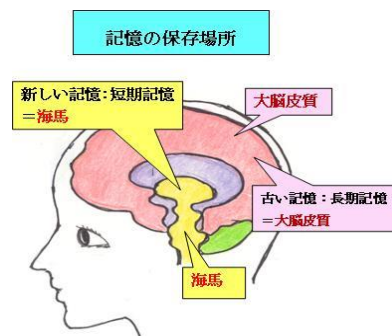 記憶の保存場所
新しい記憶：短期記憶
＝海馬
大脳皮質
古い記憶：長期記憶
＝大脳皮質
海馬